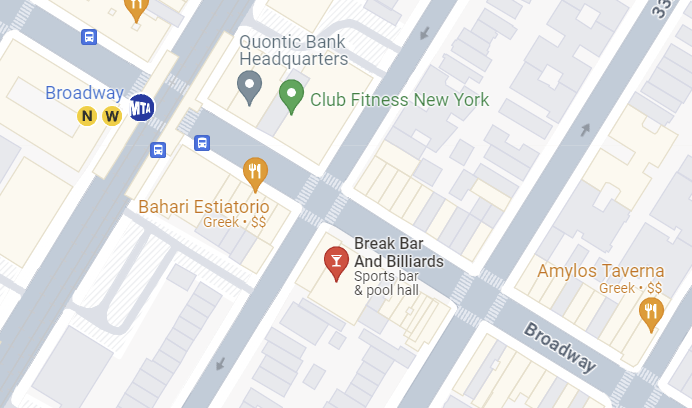 33
Quontic Bank
Headquarters
Broadway
MTA
N W
Club Fitness New York
Bahari Estiatorio
Greek • $$
Break Bar
And Billiards
Sports bar
& pool hall
Amylos Taverna
Greek • $$
Broadway